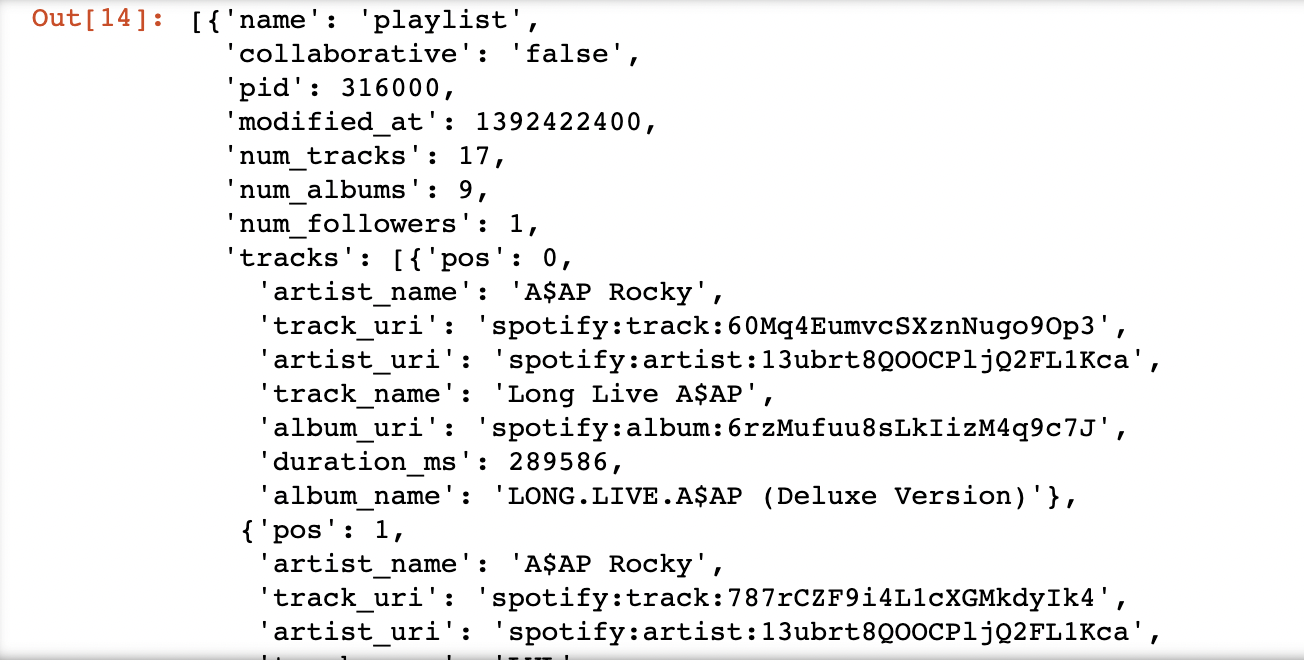 Out[14]: [{'name': 'playlist',
'collaborative': 'false',
'pid': 316000,
'modified_at': 1392422400,
'num_tracks': 17,
'num_albums': 9,
'num_followers': 1,
'tracks': [{'pos': 0,
'artist_name': 'A$AP Rocky',
'track_uri': 'spotify:track:60Mq4EumvcSXznNugo9Op3',
'artist_uri': 'spotify:artist:13ubrt8QOOCPljQ2FL1Kca',
'track_name': 'Long Live A$AP',
'album_uri': 'spotify:album:6rzMufuu8sLkIizM4q9c7J',
'duration_ms': 289586,
'album_name': 'LONG.LIVE.A$AP (Deluxe Version)'},
{'pos': 1,
'artist_name': 'A$AP Rocky',
'track_uri': 'spotify:track:787rCZF9i4L1cXGMkdyIk4',
'artist_uri': 'spotify:artist:13ubrt8QOOCPljQ2FL1Kca',